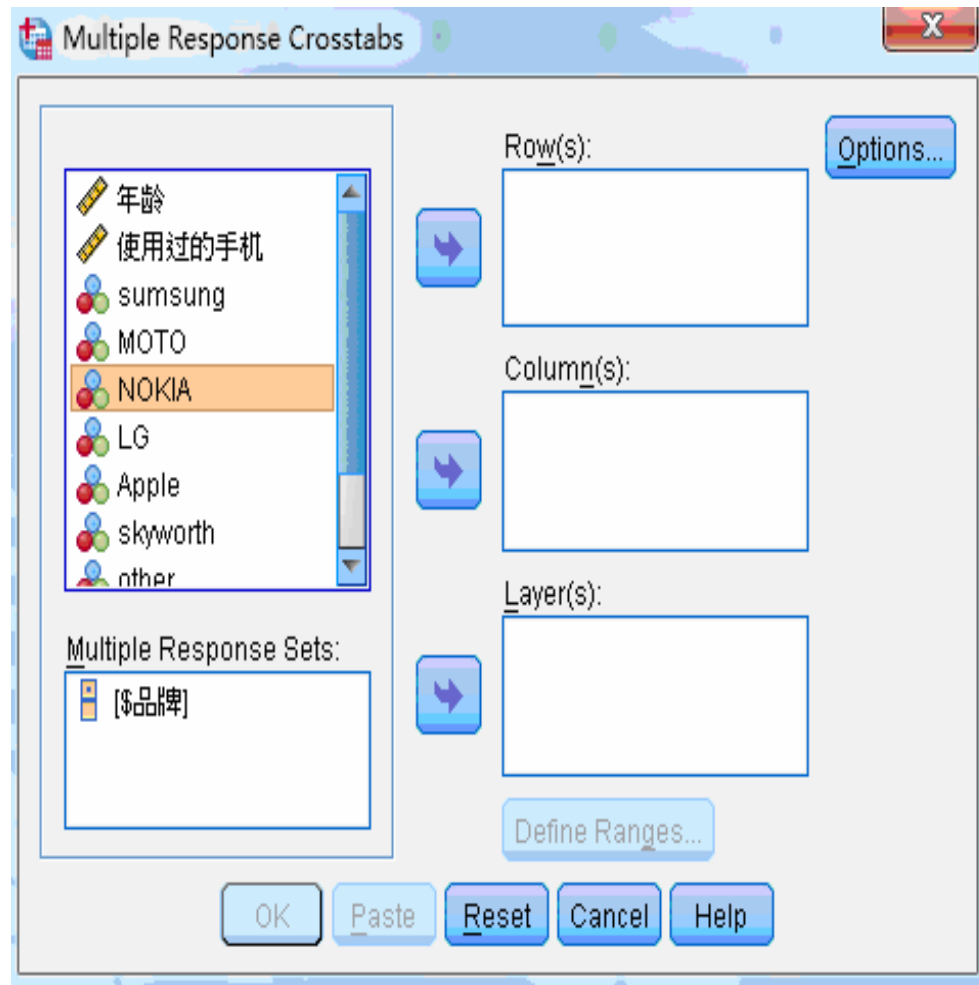 Multiple Response Crosstabs
年龄
使用过的手机
sumsung
MOTO
NOKIA
LG
Apple
skyworth
other
Multiple Response Sets:
[$品牌]
Row(s):
Options...
Column(s):
Layer(s):
Define Ranges...
OK
Paste
Reset
Cancel
Help